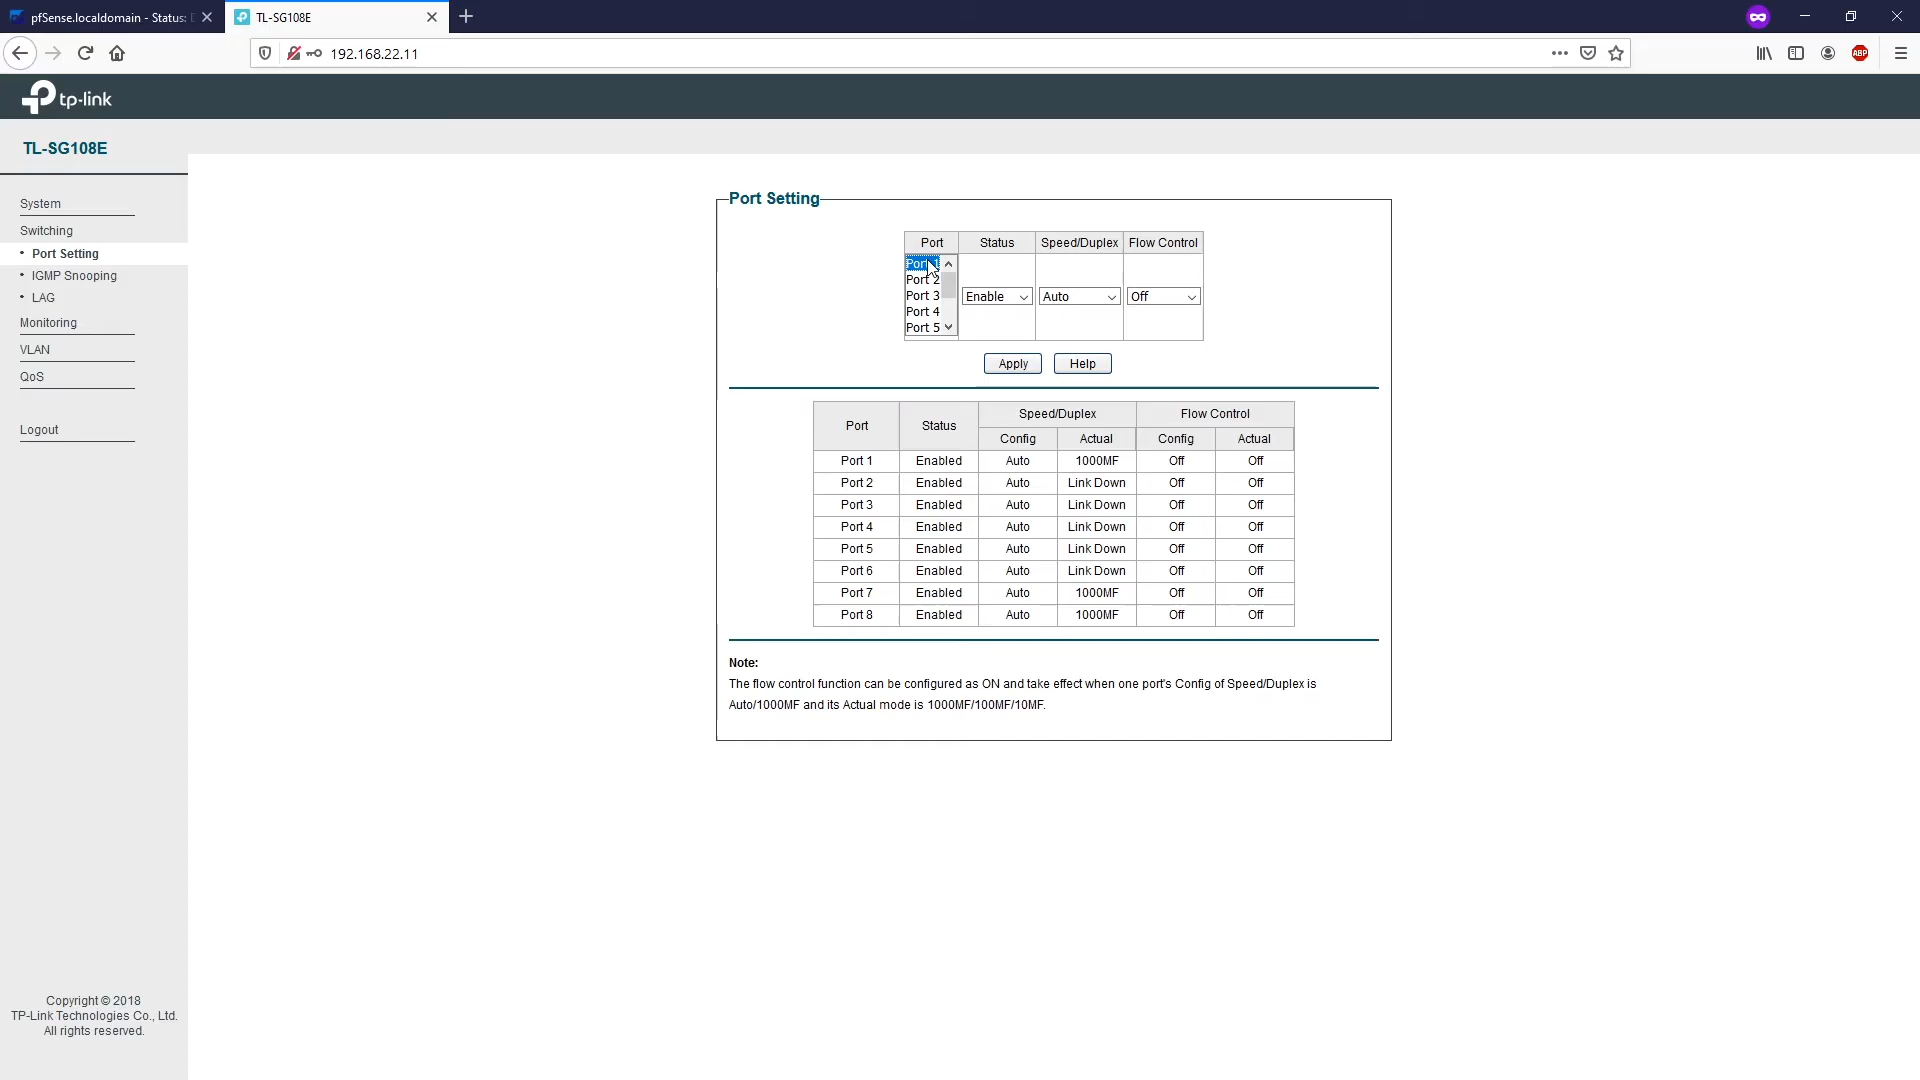 pfSense.localdomain - Status:
TL-SG108E
192.168.22.11
ABP
tp-link
TL-SG108E
System
Switching
Port Setting
IGMP Snooping
LAG
Monitoring
VLAN
QoS
Logout
Copyright © 2018
TP-Link Technologies Co., Ltd.
All rights reserved.
Port Setting
Port Status Speed/Duplex Flow Control
Port 1
Port 2
Port 3
Port 4
Port 5
Enable Auto Off
Apply Help
Port Status Speed/Duplex Flow Control
Config Actual Config Actual
Port 1 Enabled Auto 1000MF Off Off
Port 2 Enabled Auto Link Down Off Off
Port 3 Enabled Auto Link Down Off Off
Port 4 Enabled Auto Link Down Off Off
Port 5 Enabled Auto Link Down Off Off
Port 6 Enabled Auto Link Down Off Off
Port 7 Enabled Auto 1000MF Off Off
Port 8 Enabled Auto 1000MF Off Off
Note:
The flow control function can be configured as ON and take effect when one port's Config of Speed/Duplex is
Auto/1000MF and its Actual mode is 1000MF/100MF/10MF.